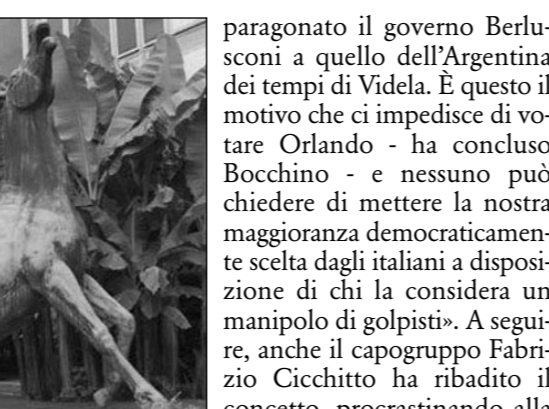 paragonato il governo Berlu-
sconi a quello dell'Argentina
dei tempi di Videla. È questo il
motivo che ci impedisce di vo-
tare Orlando - ha concluso
Bocchino - e nessuno può
chiedere di mettere la nostra
maggioranza democraticamen-
te scelta dagli italiani a disposi-
zione di chi la considera un
manipolo di golpisti». A segui-
re, anche il capogruppo Fabri-
zio Cicchitto ha ribadito il
concetto, procrastinando alla